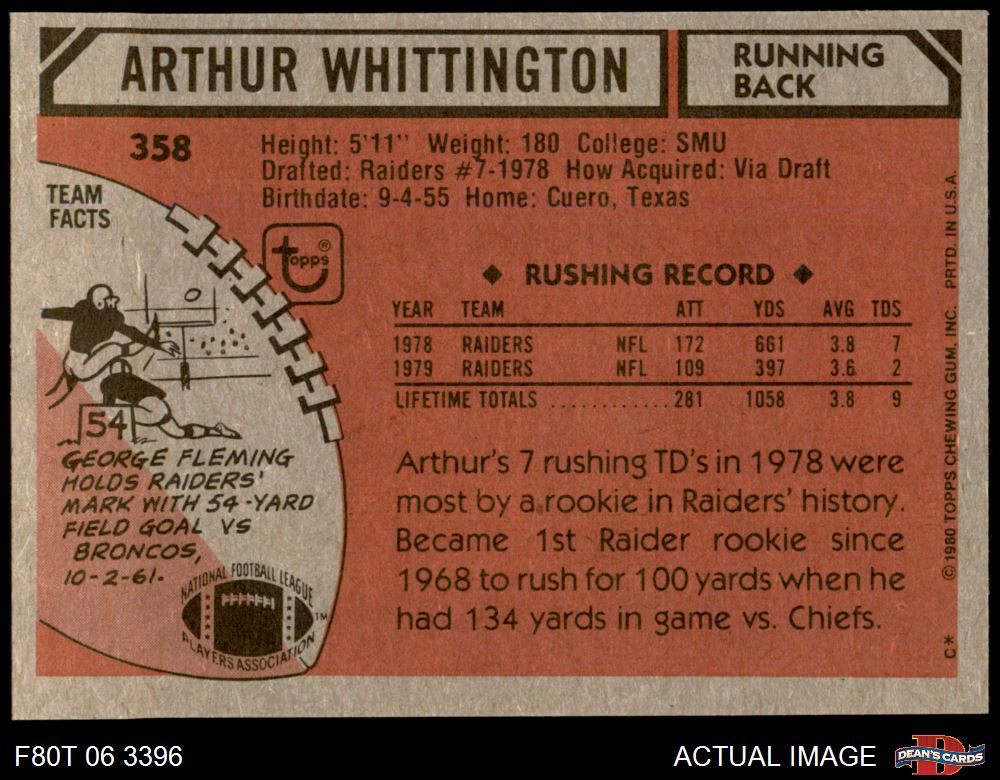 ARTHUR WHITTINGTON
RUNNING
BACK
358
Height: 5'11" Weight: 180 College: SMU
Drafted: Raiders #7-1978 How Acquired: Via Draft
Birthdate: 9-4-55 Home: Cuero, Texas
TEAM
FACTS
topps®
◆ RUSHING RECORD ◆
YEAR TEAM ATT YDS AVG TDS
1978 RAIDERS NFL 172 661 3.8 7
1979 RAIDERS NFL 109 397 3.6 2
LIFETIME TOTALS ............ 281 1058 3.8 9
54
GEORGE FLEMING
HOLDS RAIDERS'
MARK WITH 54-YARD
FIELD GOAL VS
BRONCOS,
10-2-61.
NATIONAL FOOTBALL LEAGUE
PLAYERS ASSOCIATION
TM
Arthur's 7 rushing TD's in 1978 were
most by a rookie in Raiders' history.
Became 1st Raider rookie since
1968 to rush for 100 yards when he
had 134 yards in game vs. Chiefs.
C* © 1980 TOPPS CHEWING GUM, INC. PRTD. IN U.S.A.
F80T 06 3396
ACTUAL IMAGE
D
DEAN'S CARDS